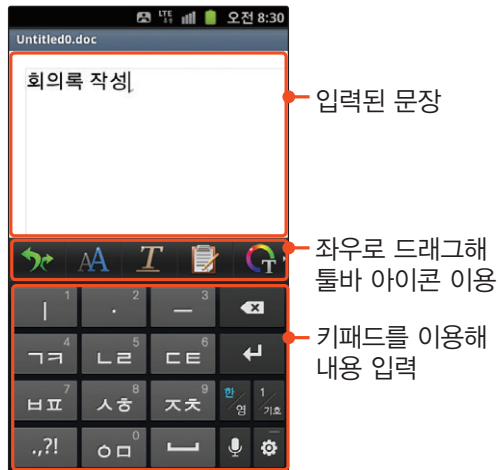 LTE 오전 8:30
Untitled0.doc
회의록 작성
입력된 문장
AA T T
좌우로 드래그해
툴바 아이콘 이용
ㅣ 1 · 2 ㅡ 3
ㄱㅋ 4 ㄴㄹ 5 ㄷㅌ 6
키패드를 이용해
내용 입력
ㅂㅍ 7 ㅅㅎ 8 ㅈㅊ 9 한/영 1/기호
.,?! ㅇㅁ 0